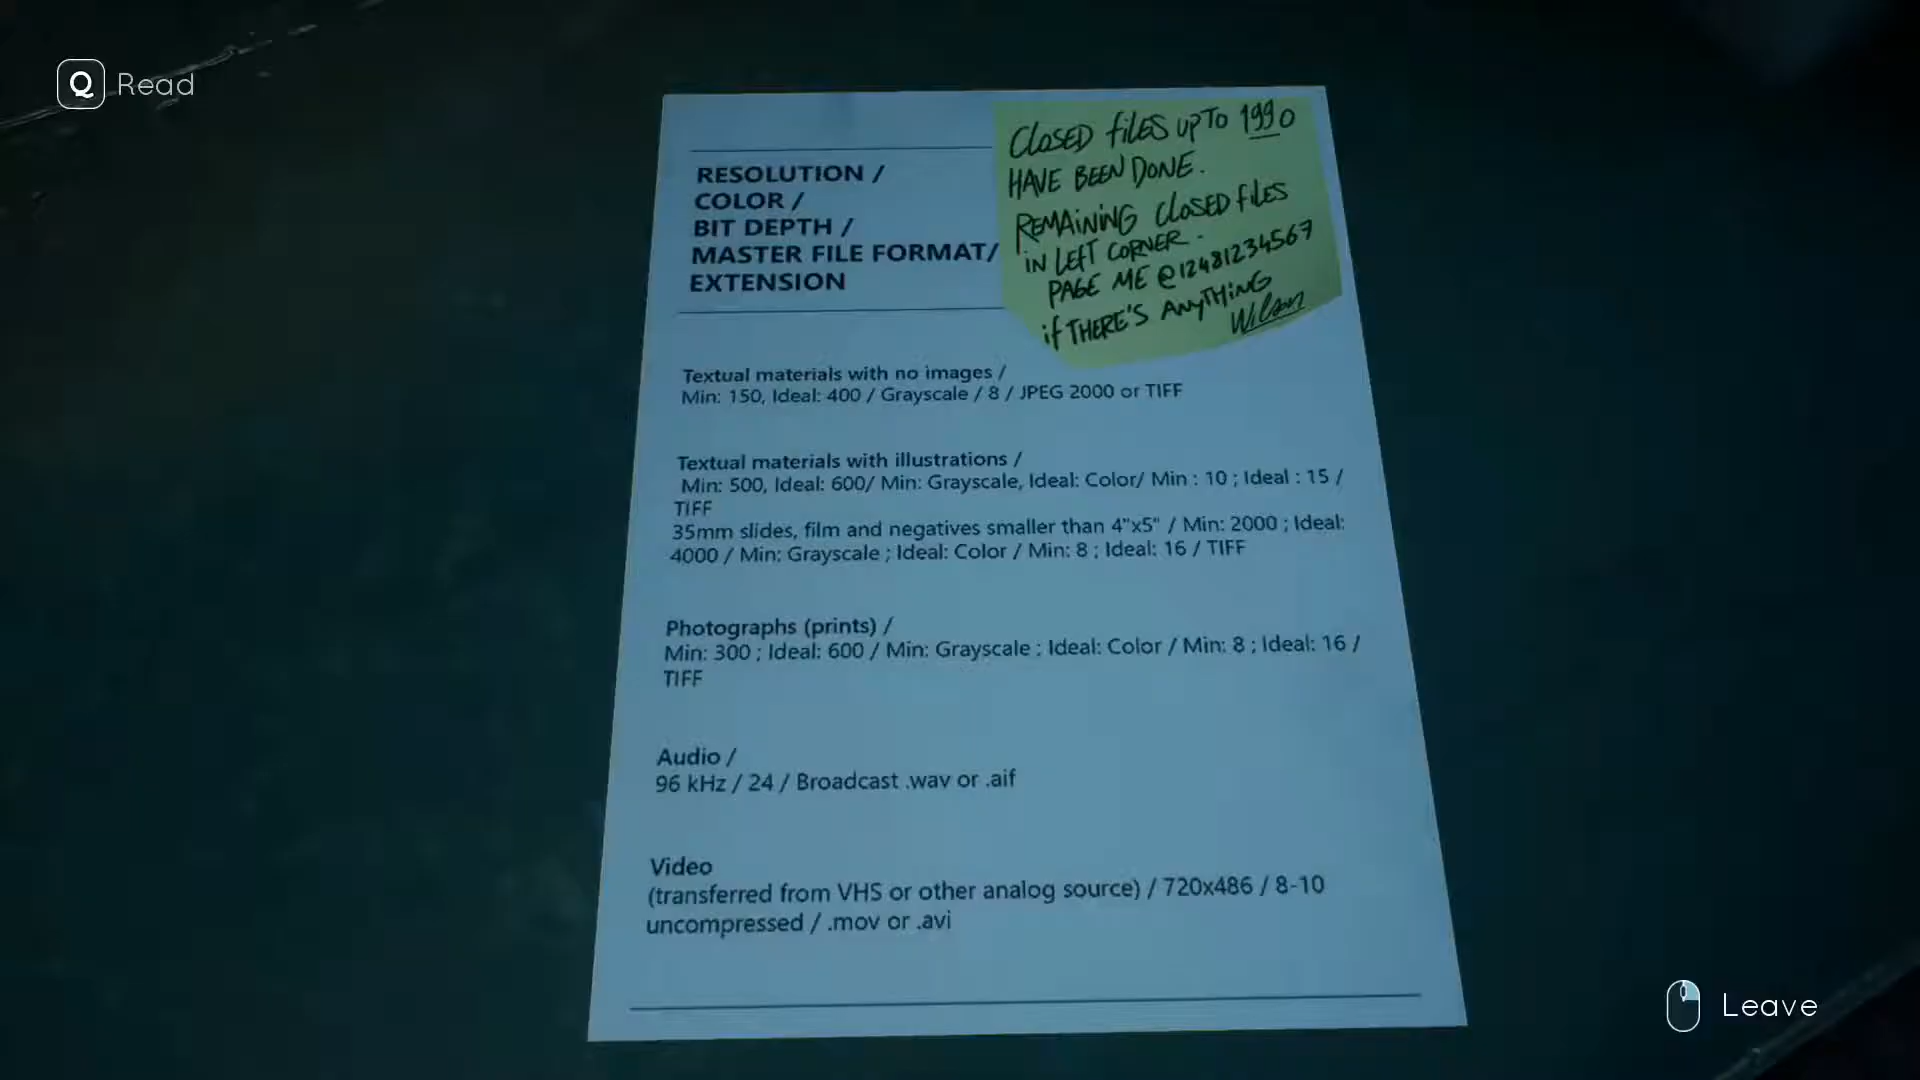 Q Read
CLOSED FILES UP TO 1990
HAVE BEEN DONE.
REMAINING CLOSED FILES
IN LEFT CORNER.
PAGE ME @12481234567
if THERE'S ANYTHING
Wilson
RESOLUTION /
COLOR /
BIT DEPTH /
MASTER FILE FORMAT/
EXTENSION
Textual materials with no images /
Min: 150, Ideal: 400 / Grayscale / 8 / JPEG 2000 or TIFF
Textual materials with illustrations /
Min: 500, Ideal: 600/ Min: Grayscale, Ideal: Color/ Min : 10 ; Ideal : 15 /
TIFF
35mm slides, film and negatives smaller than 4"x5" / Min: 2000 ; Ideal:
4000 / Min: Grayscale ; Ideal: Color / Min: 8 ; Ideal: 16 / TIFF
Photographs (prints) /
Min: 300 ; Ideal: 600 / Min: Grayscale ; Ideal: Color / Min: 8 ; Ideal: 16 /
TIFF
Audio /
96 kHz / 24 / Broadcast .wav or .aif
Video
(transferred from VHS or other analog source) / 720x486 / 8-10
uncompressed / .mov or .avi
Leave